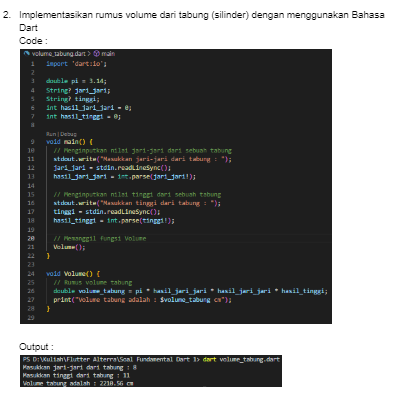 2. Implementasikan rumus volume dari tabung (silinder) dengan menggunakan Bahasa
Dart
Code :
volume_tabung.dart > main
1 import 'dart:io';
2
3 double pi = 3.14;
4 String? jari_jari;
5 String? tinggi;
6 int hasil_jari_jari = 0;
7 int hasil_tinggi = 0;
8
Run | Debug
9 void main() {
10 // Menginputkan nilai jari-jari dari sebuah tabung
11 stdout.write("Masukkan jari-jari dari tabung : ");
12 jari_jari = stdin.readLineSync();
13 hasil_jari_jari = int.parse(jari_jari!);
14
15 // Menginputkan nilai tinggi dari sebuah tabung
16 stdout.write("Masukkan tinggi dari tabung : ");
17 tinggi = stdin.readLineSync();
18 hasil_tinggi = int.parse(tinggi!);
19
20 // Memanggil Fungsi Volume
21 Volume();
22 }
23
24 void Volume() {
25 // Rumus volume tabung
26 double volume_tabung = pi * hasil_jari_jari * hasil_jari_jari * hasil_tinggi;
27 print("Volume tabung adalah : $volume_tabung cm");
28 }
29
Output :
PS D:\Kuliah\Flutter Alterra\Soal Fundamental Dart 1> dart volume_tabung.dart
Masukkan jari-jari dari tabung : 8
Masukkan tinggi dari tabung : 11
Volume tabung adalah : 2210.56 cm